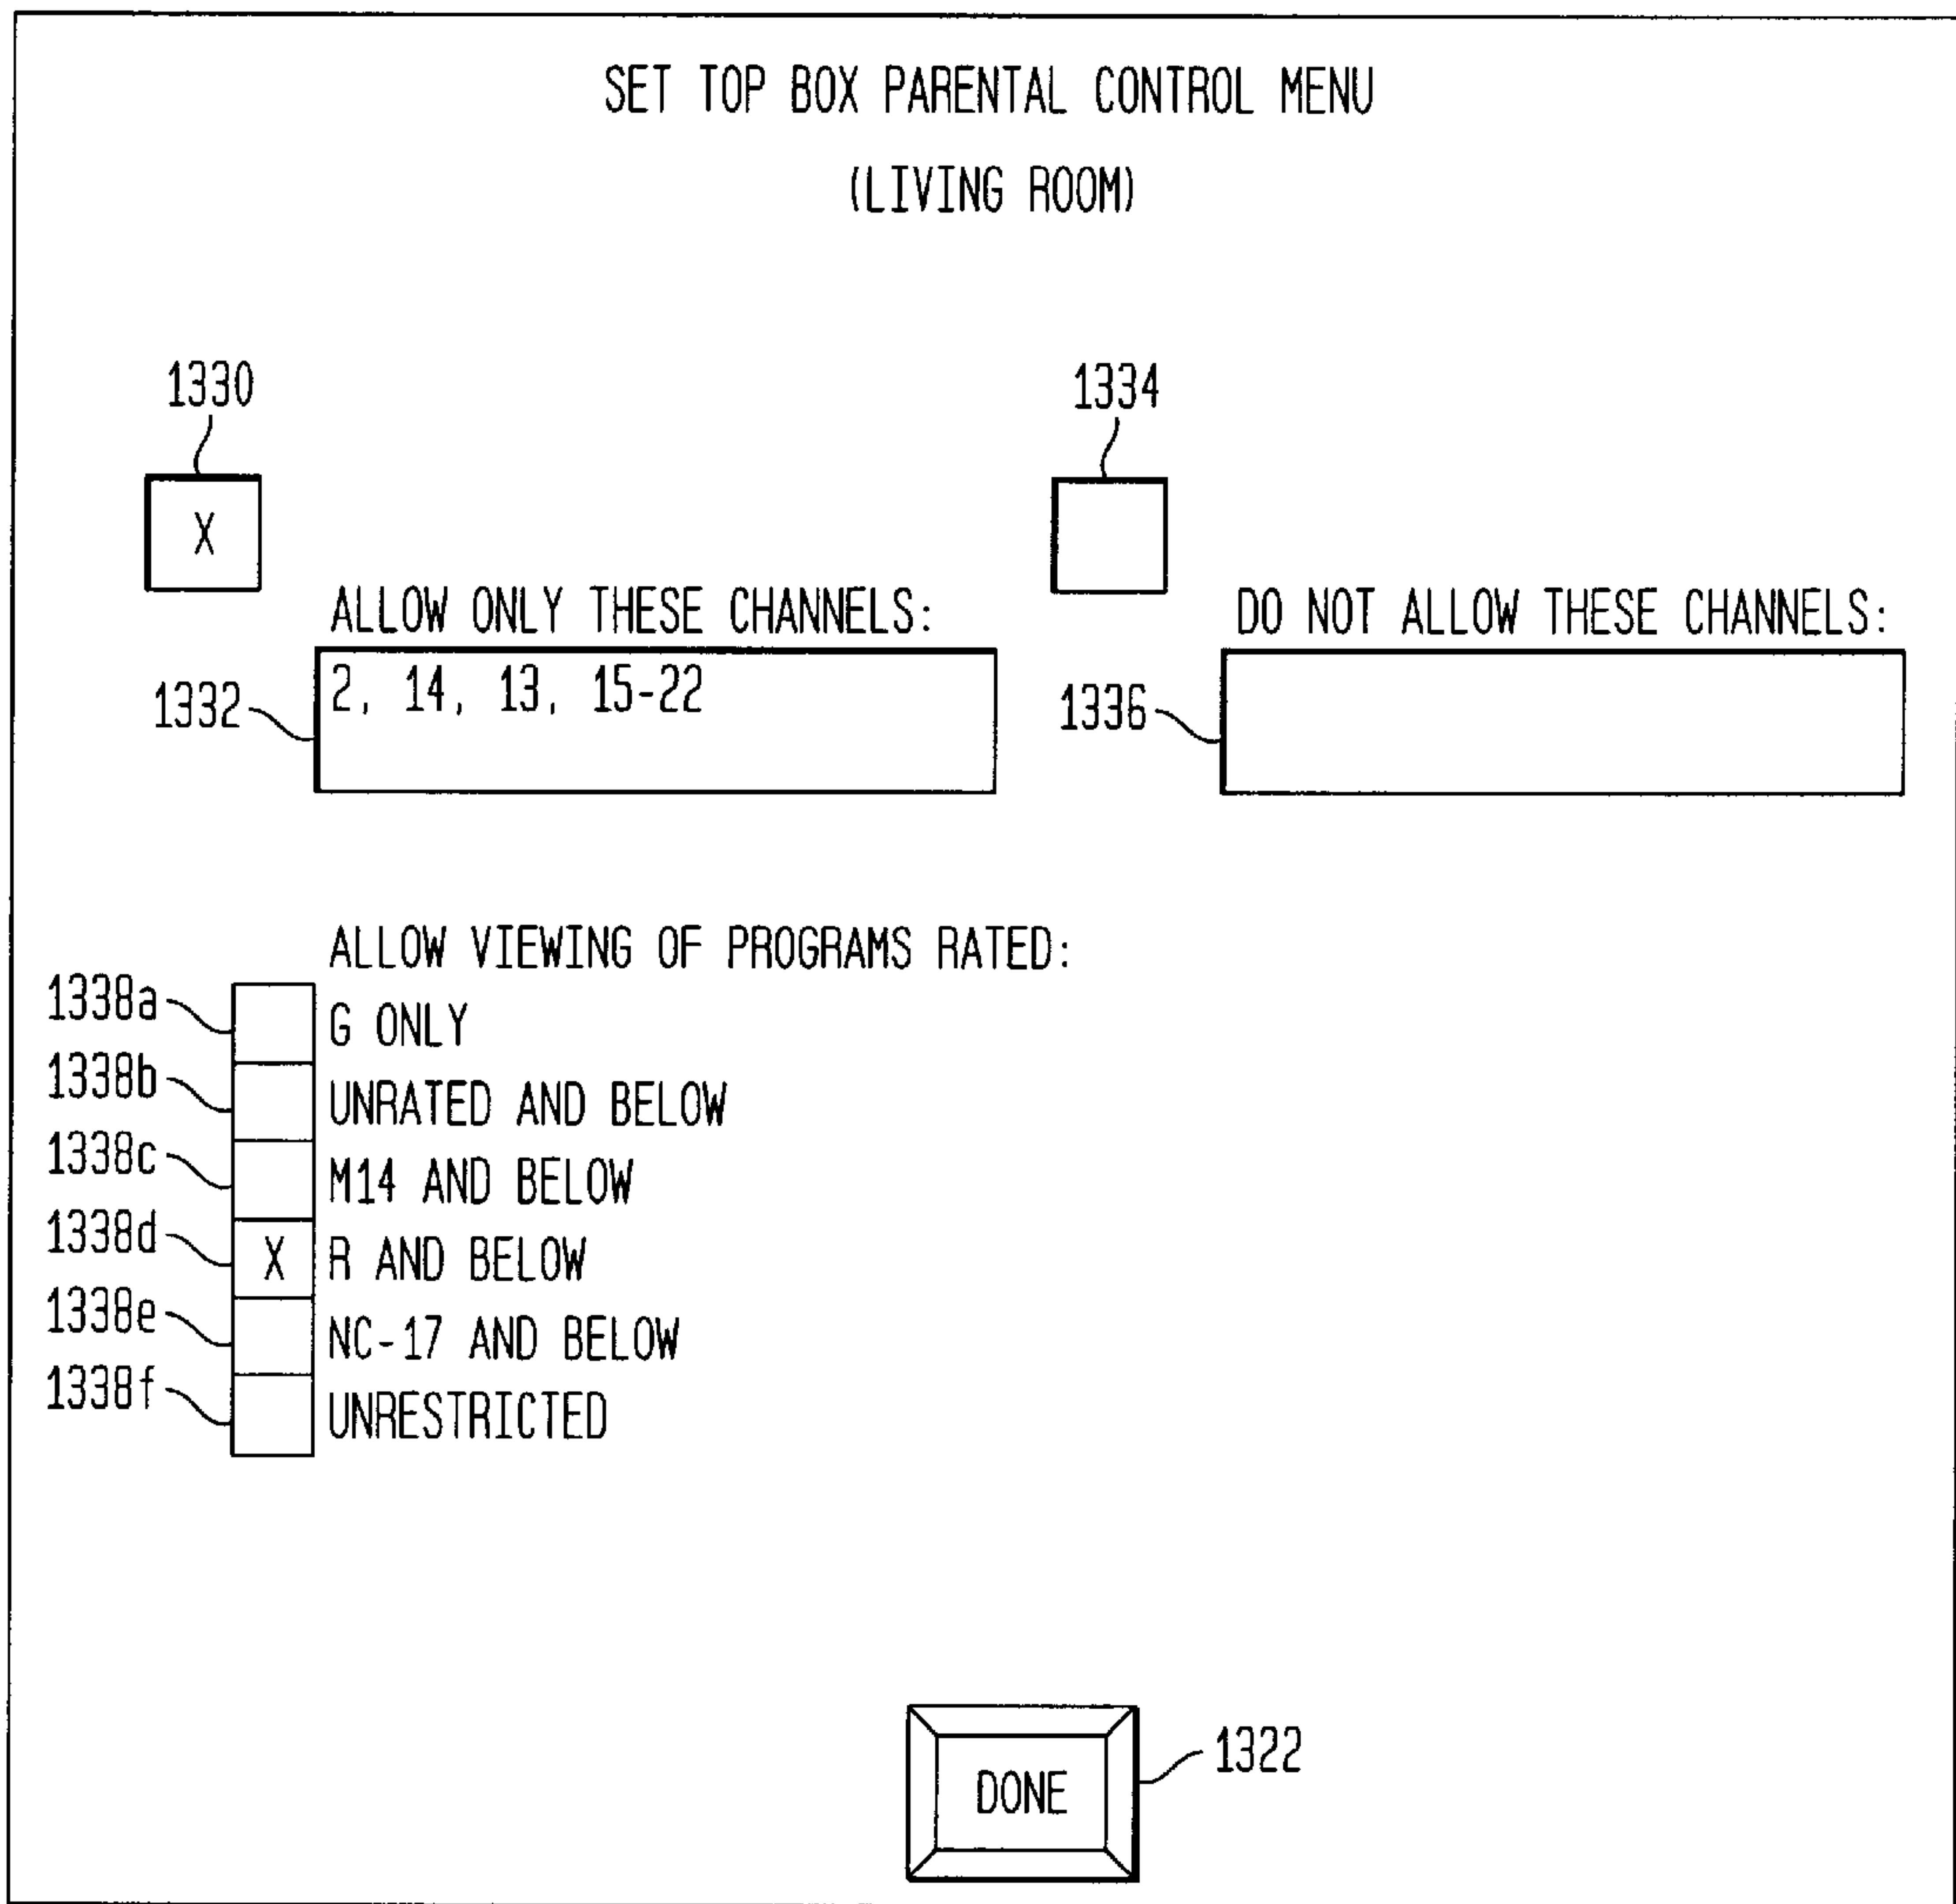 SET TOP BOX PARENTAL CONTROL MENU
(LIVING ROOM)
1330
1334
X
ALLOW ONLY THESE CHANNELS:
DO NOT ALLOW THESE CHANNELS:
1332
2, 14, 13, 15-22
1336
ALLOW VIEWING OF PROGRAMS RATED:
1338a
G ONLY
1338b
UNRATED AND BELOW
1338c
M14 AND BELOW
1338d
X R AND BELOW
1338e
NC-17 AND BELOW
1338f
UNRESTRICTED
DONE
1322